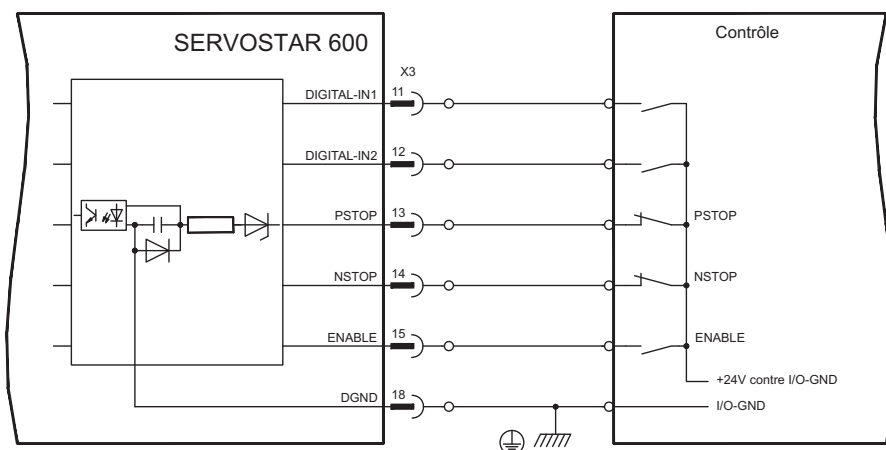 SERVOSTAR 600
Contrôle
X3
DIGITAL-IN1 11
DIGITAL-IN2 12
PSTOP 13 PSTOP
NSTOP 14 NSTOP
ENABLE 15 ENABLE
+24V contre I/O-GND
DGND 18 I/O-GND